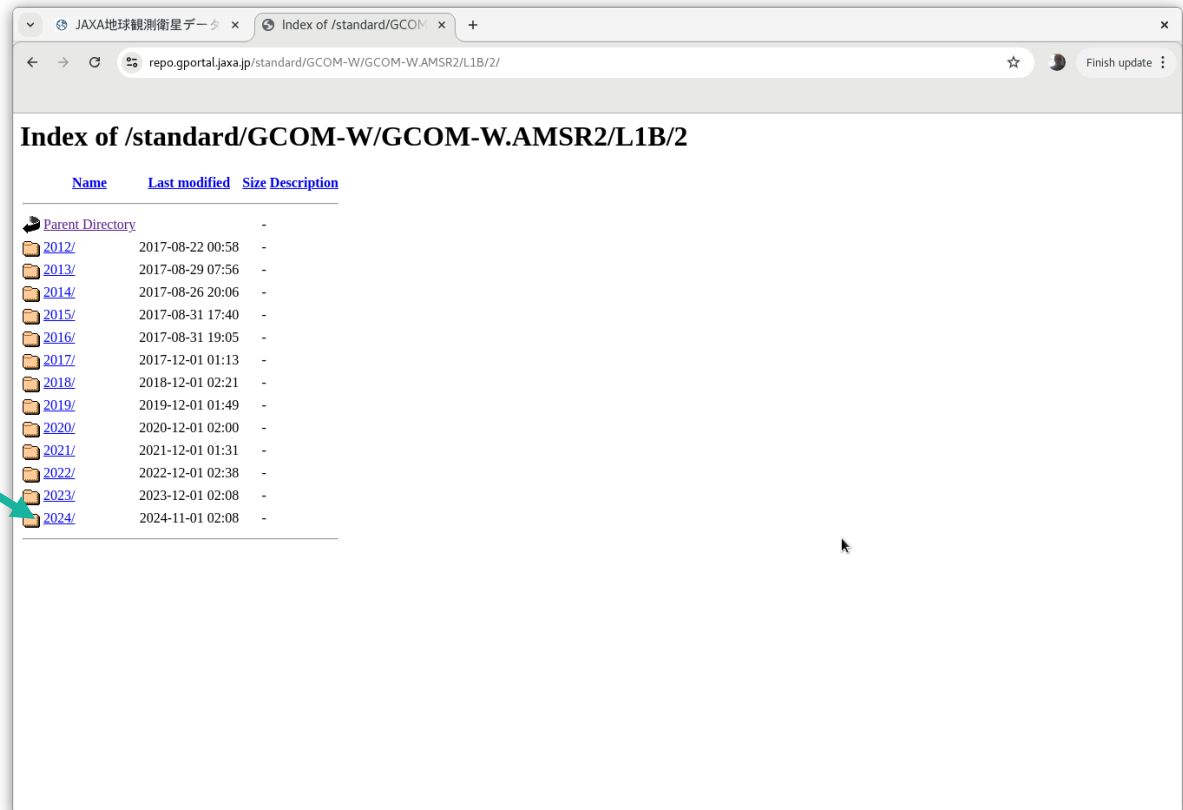 JAXA地球観測衛星データ
Index of /standard/GCOM
repo.gportal.jaxa.jp/standard/GCOM-W/GCOM-W.AMSR2/L1B/2/
Finish update
Index of /standard/GCOM-W/GCOM-W.AMSR2/L1B/2
Name Last modified Size Description
Parent Directory -
2012/ 2017-08-22 00:58 -
2013/ 2017-08-29 07:56 -
2014/ 2017-08-26 20:06 -
2015/ 2017-08-31 17:40 -
2016/ 2017-08-31 19:05 -
2017/ 2017-12-01 01:13 -
2018/ 2018-12-01 02:21 -
2019/ 2019-12-01 01:49 -
2020/ 2020-12-01 02:00 -
2021/ 2021-12-01 01:31 -
2022/ 2022-12-01 02:38 -
2023/ 2023-12-01 02:08 -
2024/ 2024-11-01 02:08 -